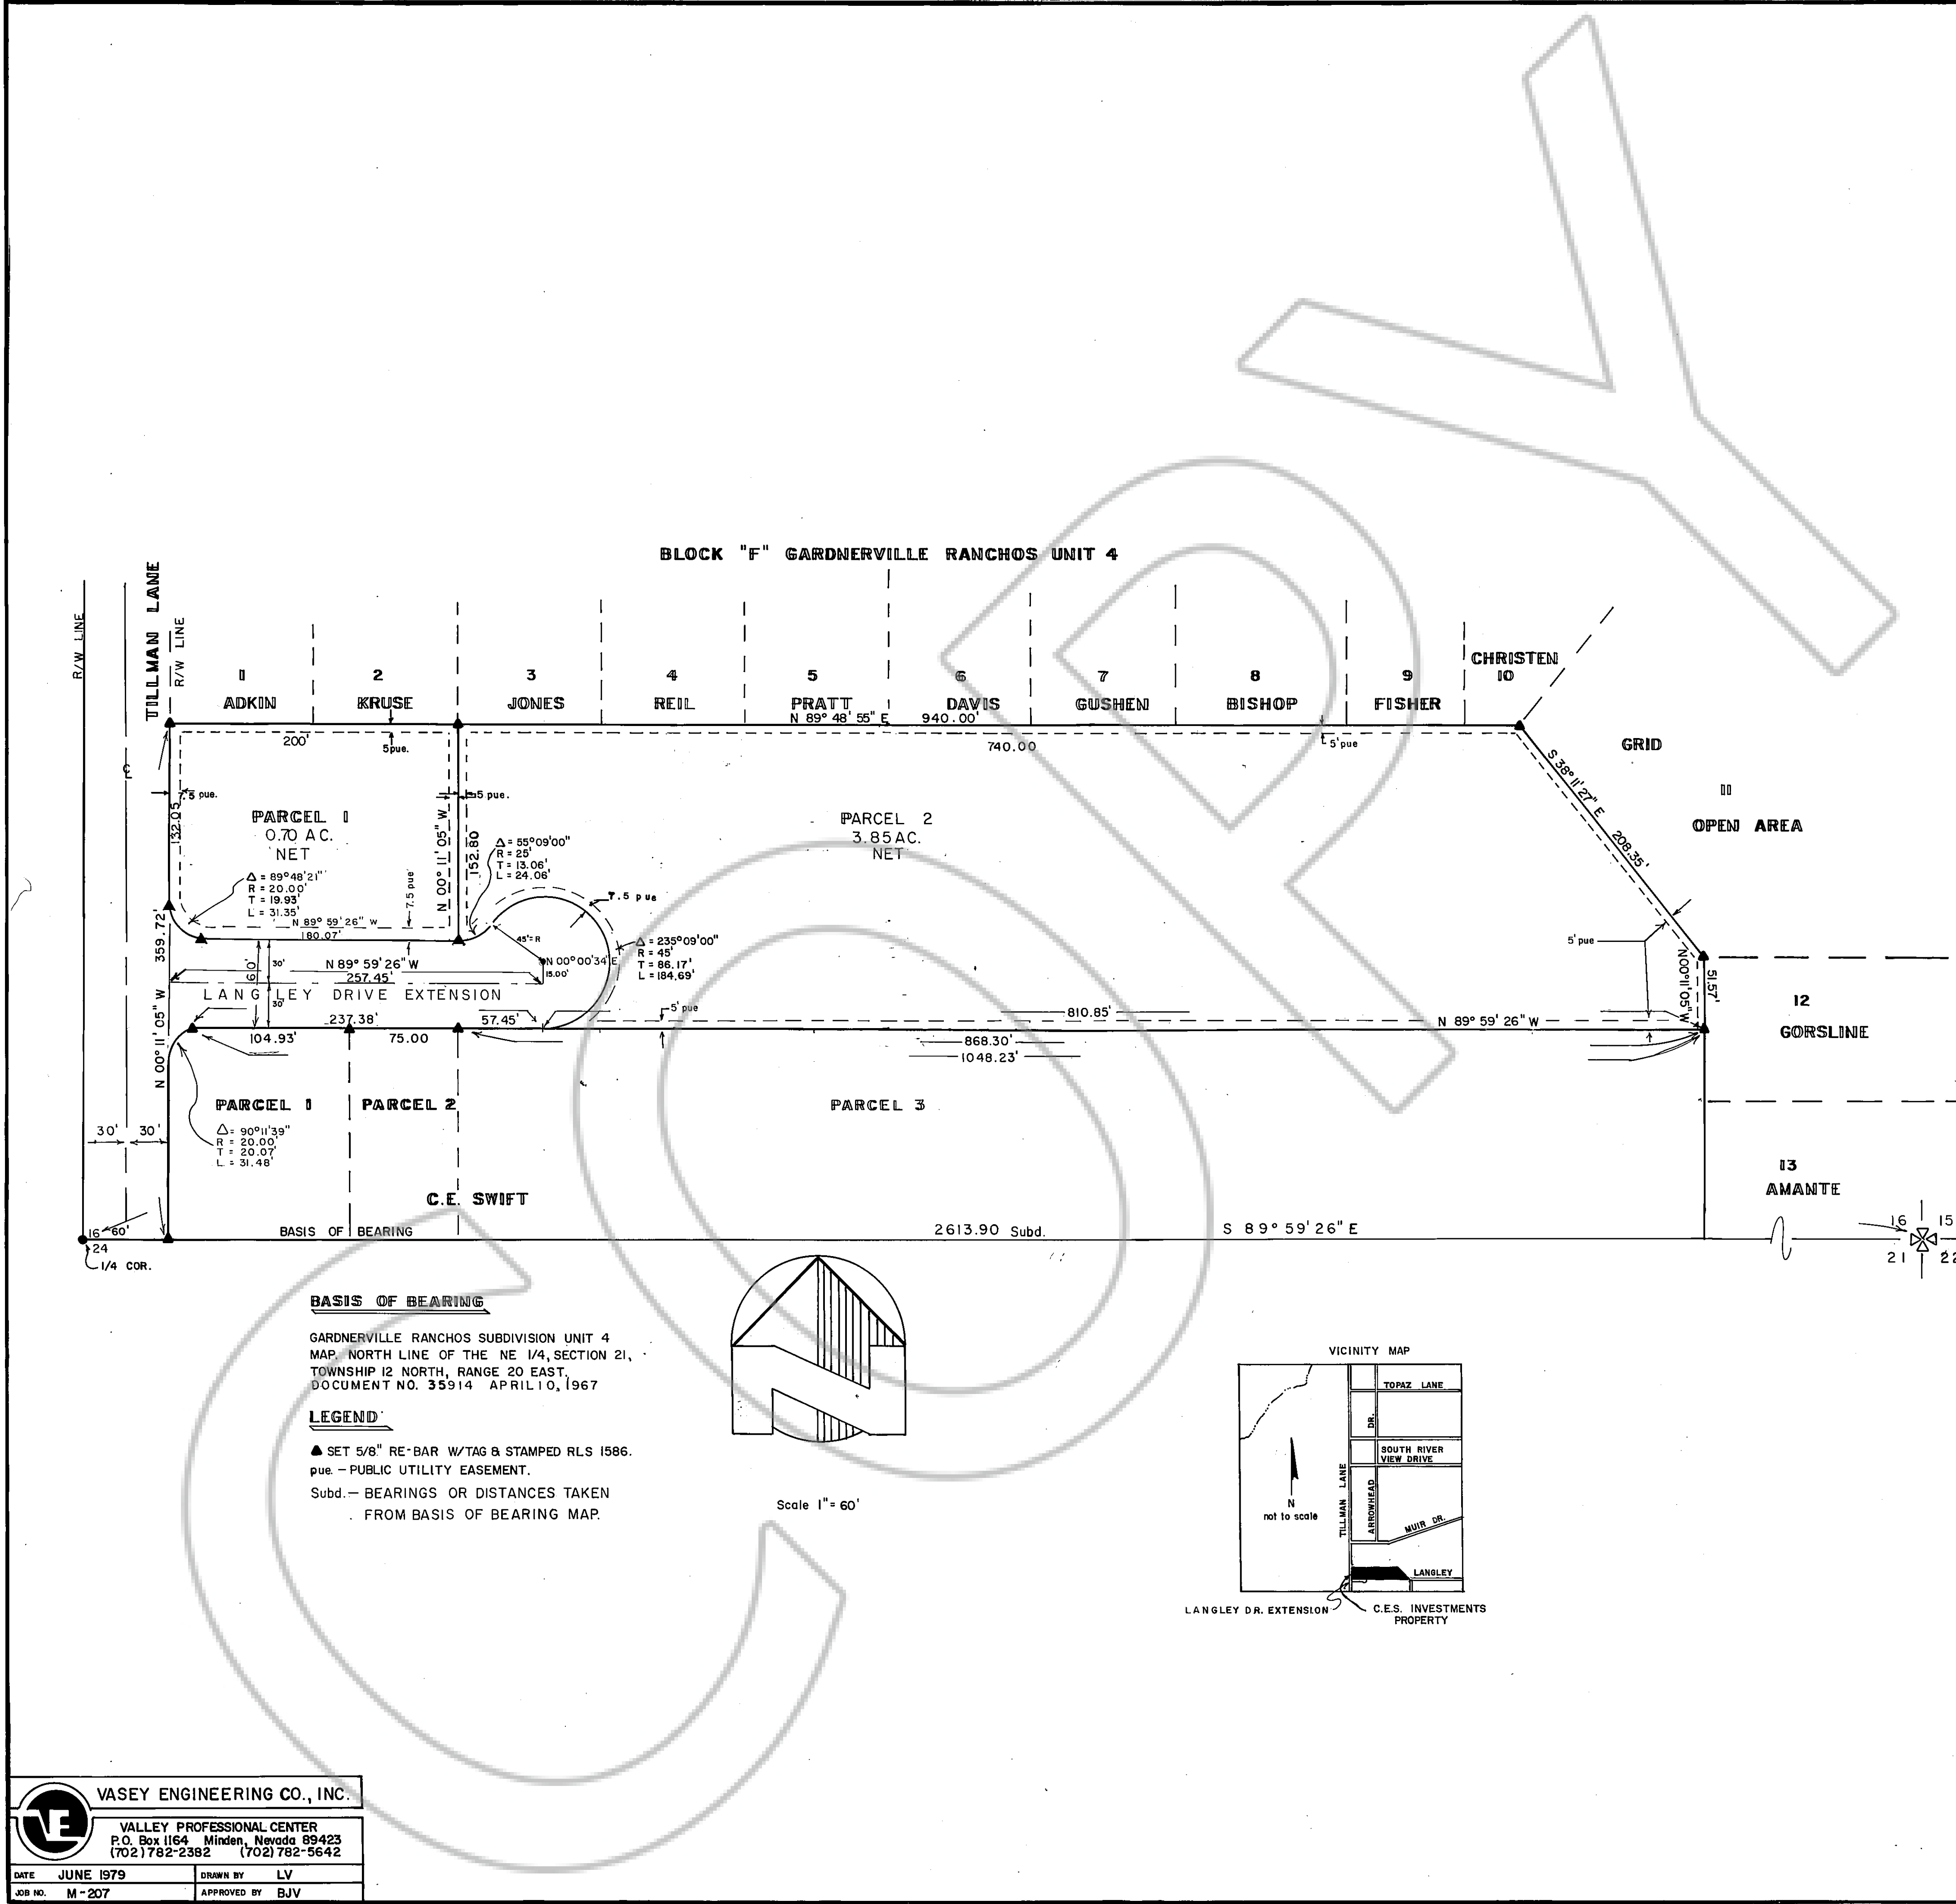 BLOCK "F" GARDNERVILLE RANCHOS UNIT 4
TILLMAN LANE
R/W LINE
R/W LINE
1
ADKIN
2
KRUSE
3
JONES
4
REIL
5
PRATT
6
DAVIS
7
GUSHEN
8
BISHOP
9
FISHER
CHRISTEN
10
N 89° 48' 55" E 940.00'
200'
5 pue.
740.00
5' pue
GRID
11
OPEN AREA
S 38° 11' 27" E 208.35'
132.05
7.5 pue.
5 pue.
PARCEL 1
0.70 AC.
NET
PARCEL 2
3.85 AC.
NET
N 00° 11' 05" W
152.80
Δ = 55°09'00"
R = 25'
T = 13.06'
L = 24.06'
Δ = 89°48'21"
R = 20.00'
T = 19.93'
L = 31.35'
7.5 pue'
7.5 pue
N 89° 59' 26" W
180.07'
45'=R
Δ = 235°09'00"
R = 45'
T = 86.17'
L = 184.69'
N 00°00'34" E
15.00'
359.72'
N 00° 11' 05" W
60'
30'
30'
N 89° 59' 26" W
257.45'
LANGLEY DRIVE EXTENSION
237.38'
57.45'
5' pue
810.85'
N 89° 59' 26" W
5' pue
N00°11'05"W
51.57'
12
GORSLINE
104.93'
75.00
868.30'
1048.23'
PARCEL 1
PARCEL 2
PARCEL 3
Δ = 90°11'39"
R = 20.00'
T = 20.07'
L = 31.48'
30'
30'
C.E. SWIFT
13
AMANTE
16
60'
24
1/4 COR.
BASIS OF BEARING
2613.90 Subd.
S 89° 59' 26" E
16
15
21
22
BASIS OF BEARING
GARDNERVILLE RANCHOS SUBDIVISION UNIT 4
MAP. NORTH LINE OF THE NE 1/4, SECTION 21,
TOWNSHIP 12 NORTH, RANGE 20 EAST.
DOCUMENT NO. 35914 APRIL 10, 1967
LEGEND
SET 5/8" RE-BAR W/TAG & STAMPED RLS 1586.
pue. – PUBLIC UTILITY EASEMENT.
Subd. – BEARINGS OR DISTANCES TAKEN
FROM BASIS OF BEARING MAP.
Scale 1" = 60'
VICINITY MAP
TOPAZ LANE
DR.
SOUTH RIVER
VIEW DRIVE
TILLMAN LANE
ARROWHEAD
N
not to scale
MUIR DR.
LANGLEY
LANGLEY DR. EXTENSION
C.E.S. INVESTMENTS
PROPERTY
COPY
VE
VASEY ENGINEERING CO., INC.
VALLEY PROFESSIONAL CENTER
P.O. Box 1164 Minden, Nevada 89423
(702) 782-2382 (702) 782-5642
DATE JUNE 1979
DRAWN BY LV
JOB NO. M-207
APPROVED BY BJV